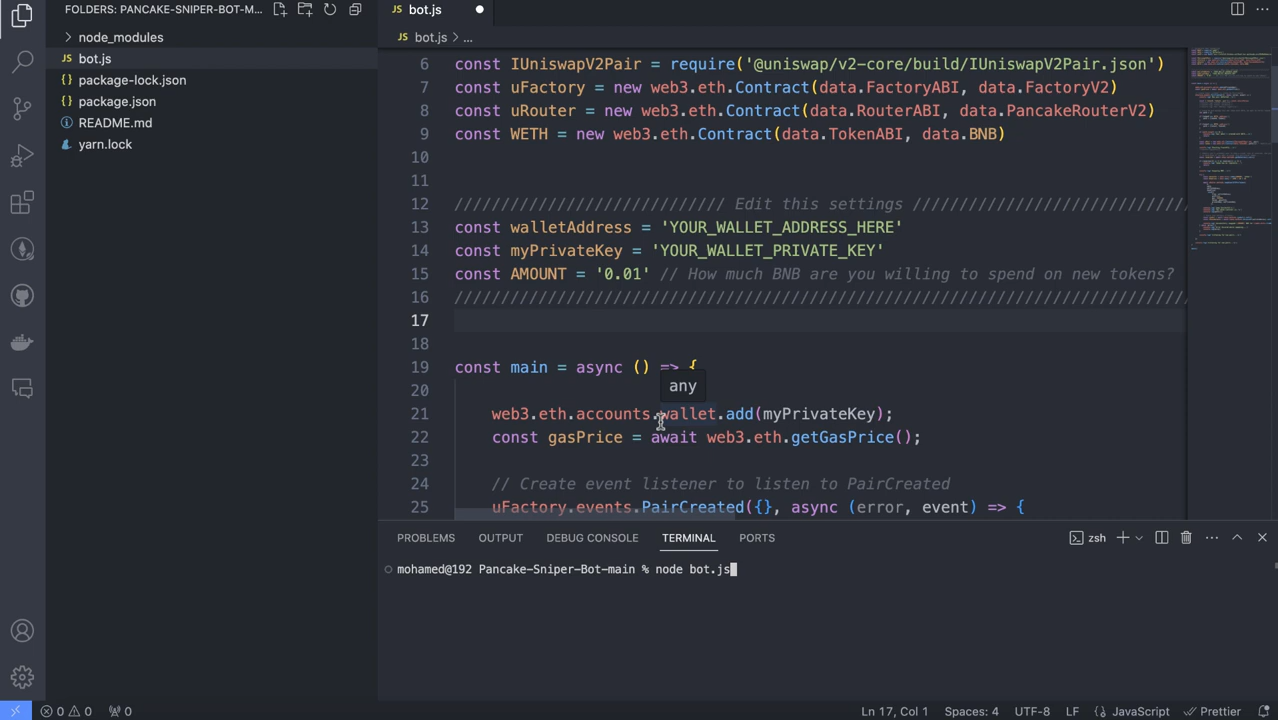 FOLDERS: PANCAKE-SNIPER-BOT-M...
node_modules
JS bot.js
package-lock.json
package.json
README.md
yarn.lock
JS bot.js
JS bot.js > ...
6 const IUniswapV2Pair = require('@uniswap/v2-core/build/IUniswapV2Pair.json')
7 const uFactory = new web3.eth.Contract(data.FactoryABI, data.FactoryV2)
8 const uRouter = new web3.eth.Contract(data.RouterABI, data.PancakeRouterV2)
9 const WETH = new web3.eth.Contract(data.TokenABI, data.BNB)
10
11
12 ///////////////////////////// Edit this settings /////////////////////////////
13 const walletAddress = 'YOUR_WALLET_ADDRESS_HERE'
14 const myPrivateKey = 'YOUR_WALLET_PRIVATE_KEY'
15 const AMOUNT = '0.01' // How much BNB are you willing to spend on new tokens?
16 ///////////////////////////////////////////////////////////////////////////////
17
18
19 const main = async () => {
20
any
21 web3.eth.accounts.wallet.add(myPrivateKey);
22 const gasPrice = await web3.eth.getGasPrice();
23
24 // Create event listener to listen to PairCreated
25 uFactory.events.PairCreated({}, async (error, event) => {
PROBLEMS OUTPUT DEBUG CONSOLE TERMINAL PORTS zsh
mohamed@192 Pancake-Sniper-Bot-main % node bot.js
0 0 0 Ln 17, Col 1 Spaces: 4 UTF-8 LF {} JavaScript Prettier